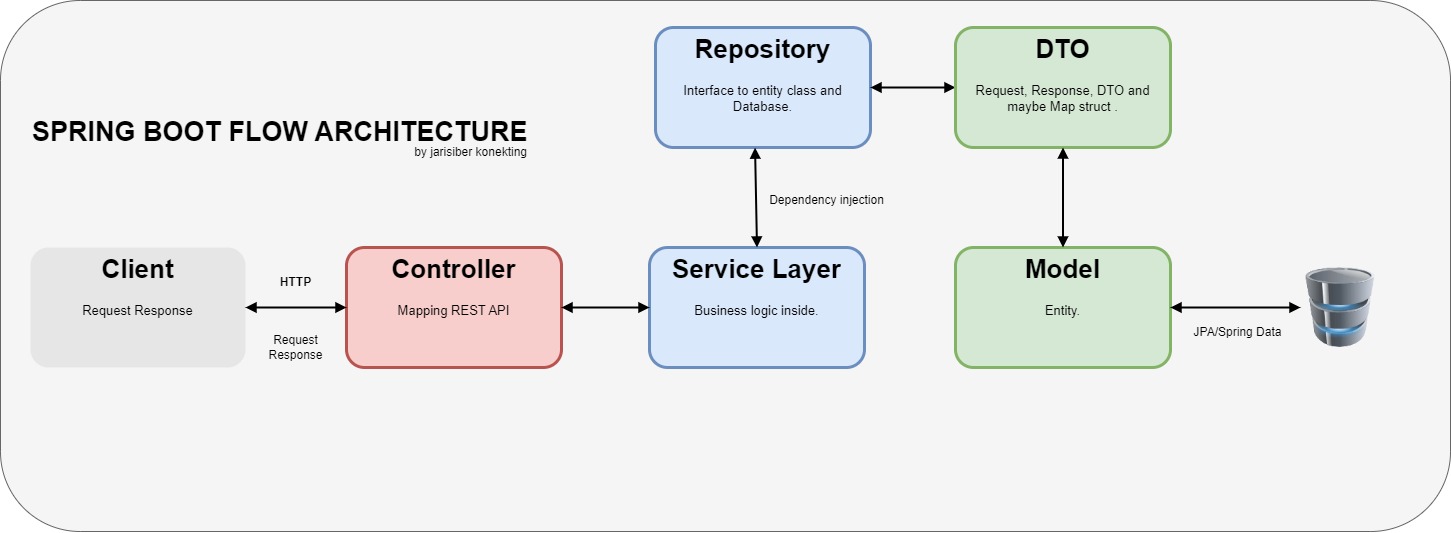 SPRING BOOT FLOW ARCHITECTURE
by jarisiber konekting
Repository
Interface to entity class and
Database.
DTO
Request, Response, DTO and
maybe Map struct .
Dependency injection
Client
Request Response
HTTP
Request
Response
Controller
Mapping REST API
Service Layer
Business logic inside.
Model
Entity.
JPA/Spring Data